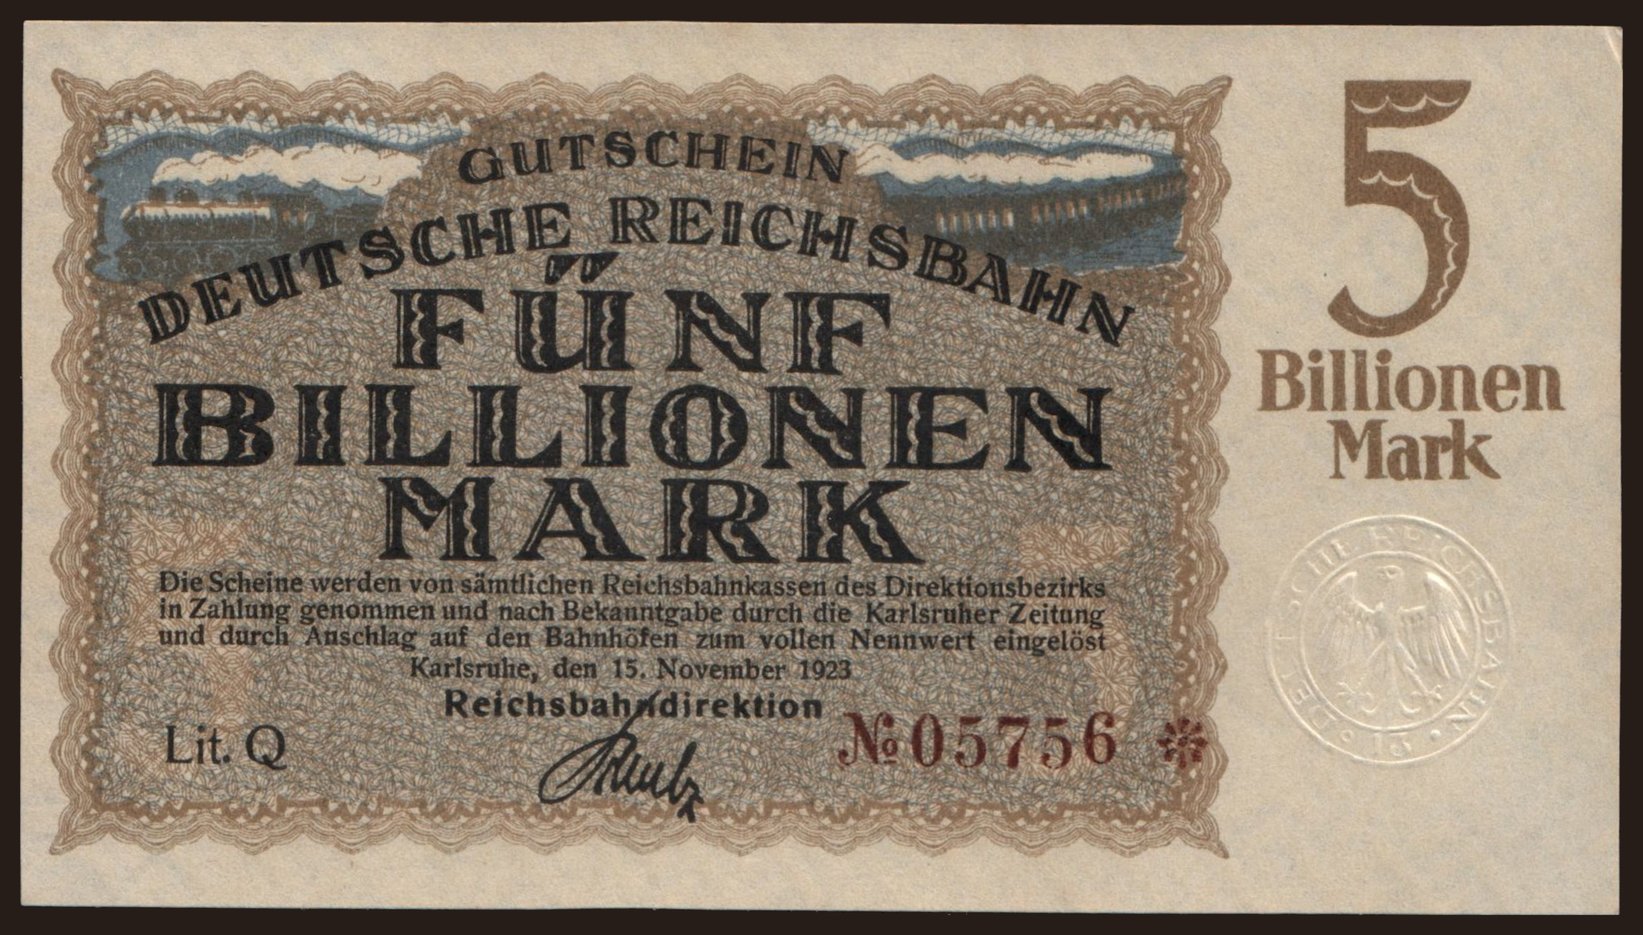 GUTSCHEIN
DEUTSCHE REICHSBAHN
FÜNF
BILLIONEN
MARK
Die Scheine werden von sämtlichen Reichsbahnkassen des Direktionsbezirks
in Zahlung genommen und nach Bekanntgabe durch die Karlsruher Zeitung
und durch Anschlag auf den Bahnhöfen zum vollen Nennwert eingelöst
Karlsruhe, den 15. November 1923
Reichsbahndirektion
Lit. Q
№ 05756 *
5
Billionen
Mark
DEUTSCHE REICHSBAHN